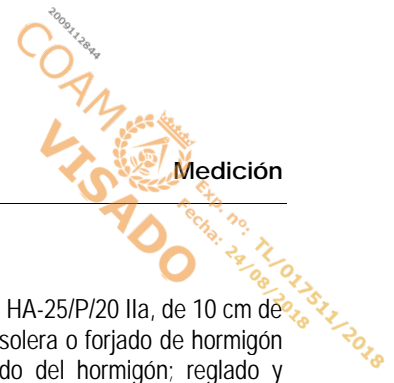 2009112844
COAM
VISADO
Exp. nº: TL/017511/2018
Fecha: 24/08/2018
Medición
HA-25/P/20 IIa, de 10 cm de
solera o forjado de hormigón
do del hormigón; reglado y